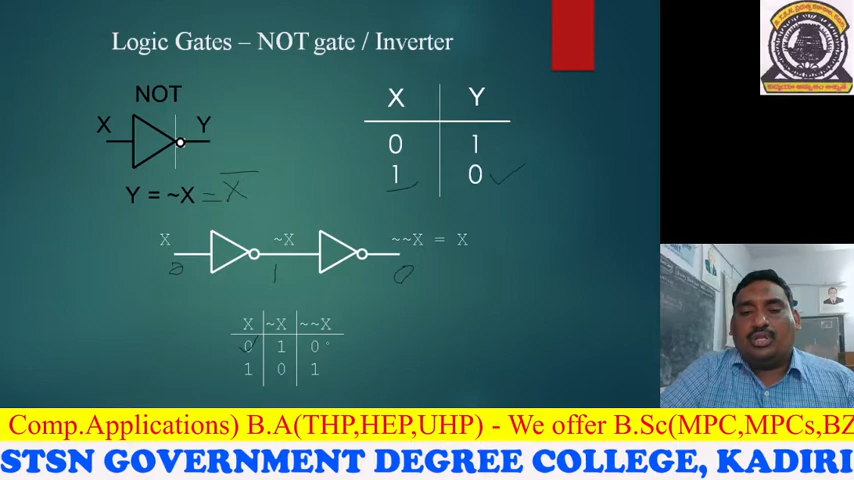 Logic Gates – NOT gate / Inverter
NOT
X Y
Y = ~X = X̅
X Y
0 1
1 0
X ~X ~~X = X
0 1 0
X ~X ~~X
0 1 0
1 0 1
Comp.Applications) B.A(THP,HEP,UHP) - We offer B.Sc(MPC,MPCs,BZ
STSN GOVERNMENT DEGREE COLLEGE, KADIRI